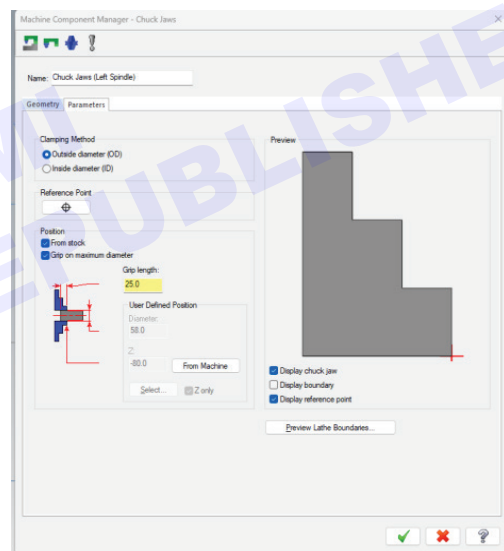 Machine Component Manager - Chuck Jaws
Name: Chuck Jaws (Left Spindle)
Geometry Parameters
Clamping Method
Outside diameter (OD)
Inside diameter (ID)
Reference Point
Position
From stock
Grip on maximum diameter
Grip length:
25.0
User Defined Position
Diameter:
58.0
Z:
-80.0 From Machine
Select... Z only
Preview
Display chuck jaw
Display boundary
Display reference point
Preview Lathe Boundaries...
EPUBLISHE